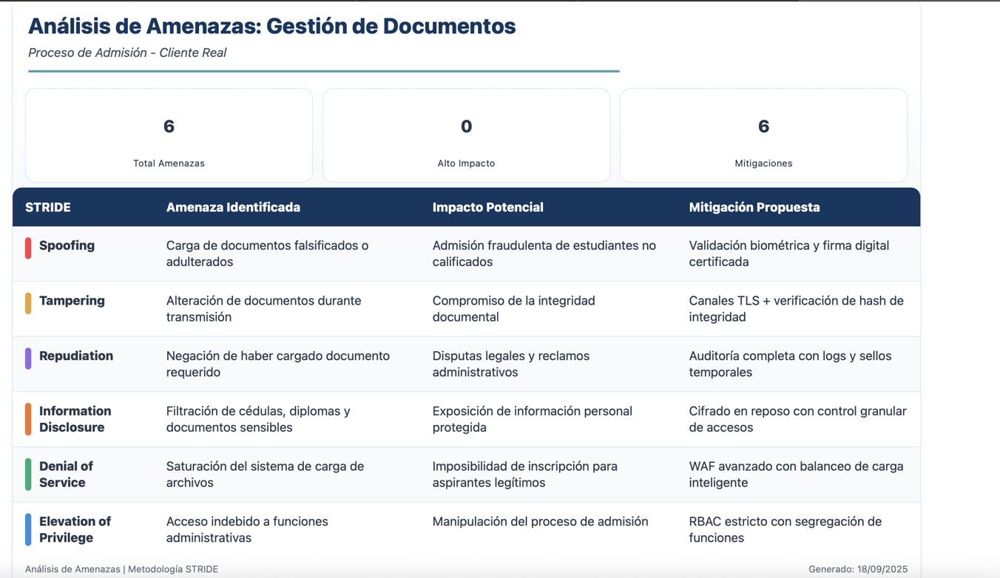 Análisis de Amenazas: Gestión de Documentos
Proceso de Admisión - Cliente Real
6
Total Amenazas
0
Alto Impacto
6
Mitigaciones
STRIDE
Amenaza Identificada
Impacto Potencial
Mitigación Propuesta
Spoofing
Carga de documentos falsificados o
adulterados
Admisión fraudulenta de estudiantes no
calificados
Validación biométrica y firma digital
certificada
Tampering
Alteración de documentos durante
transmisión
Compromiso de la integridad
documental
Canales TLS + verificación de hash de
integridad
Repudiation
Negación de haber cargado documento
requerido
Disputas legales y reclamos
administrativos
Auditoría completa con logs y sellos
temporales
Information
Disclosure
Filtración de cédulas, diplomas y
documentos sensibles
Exposición de información personal
protegida
Cifrado en reposo con control granular
de accesos
Denial of
Service
Saturación del sistema de carga de
archivos
Imposibilidad de inscripción para
aspirantes legítimos
WAF avanzado con balanceo de carga
inteligente
Elevation of
Privilege
Acceso indebido a funciones
administrativas
Manipulación del proceso de admisión
RBAC estricto con segregación de
funciones
Análisis de Amenazas | Metodología STRIDE
Generado: 18/09/2025